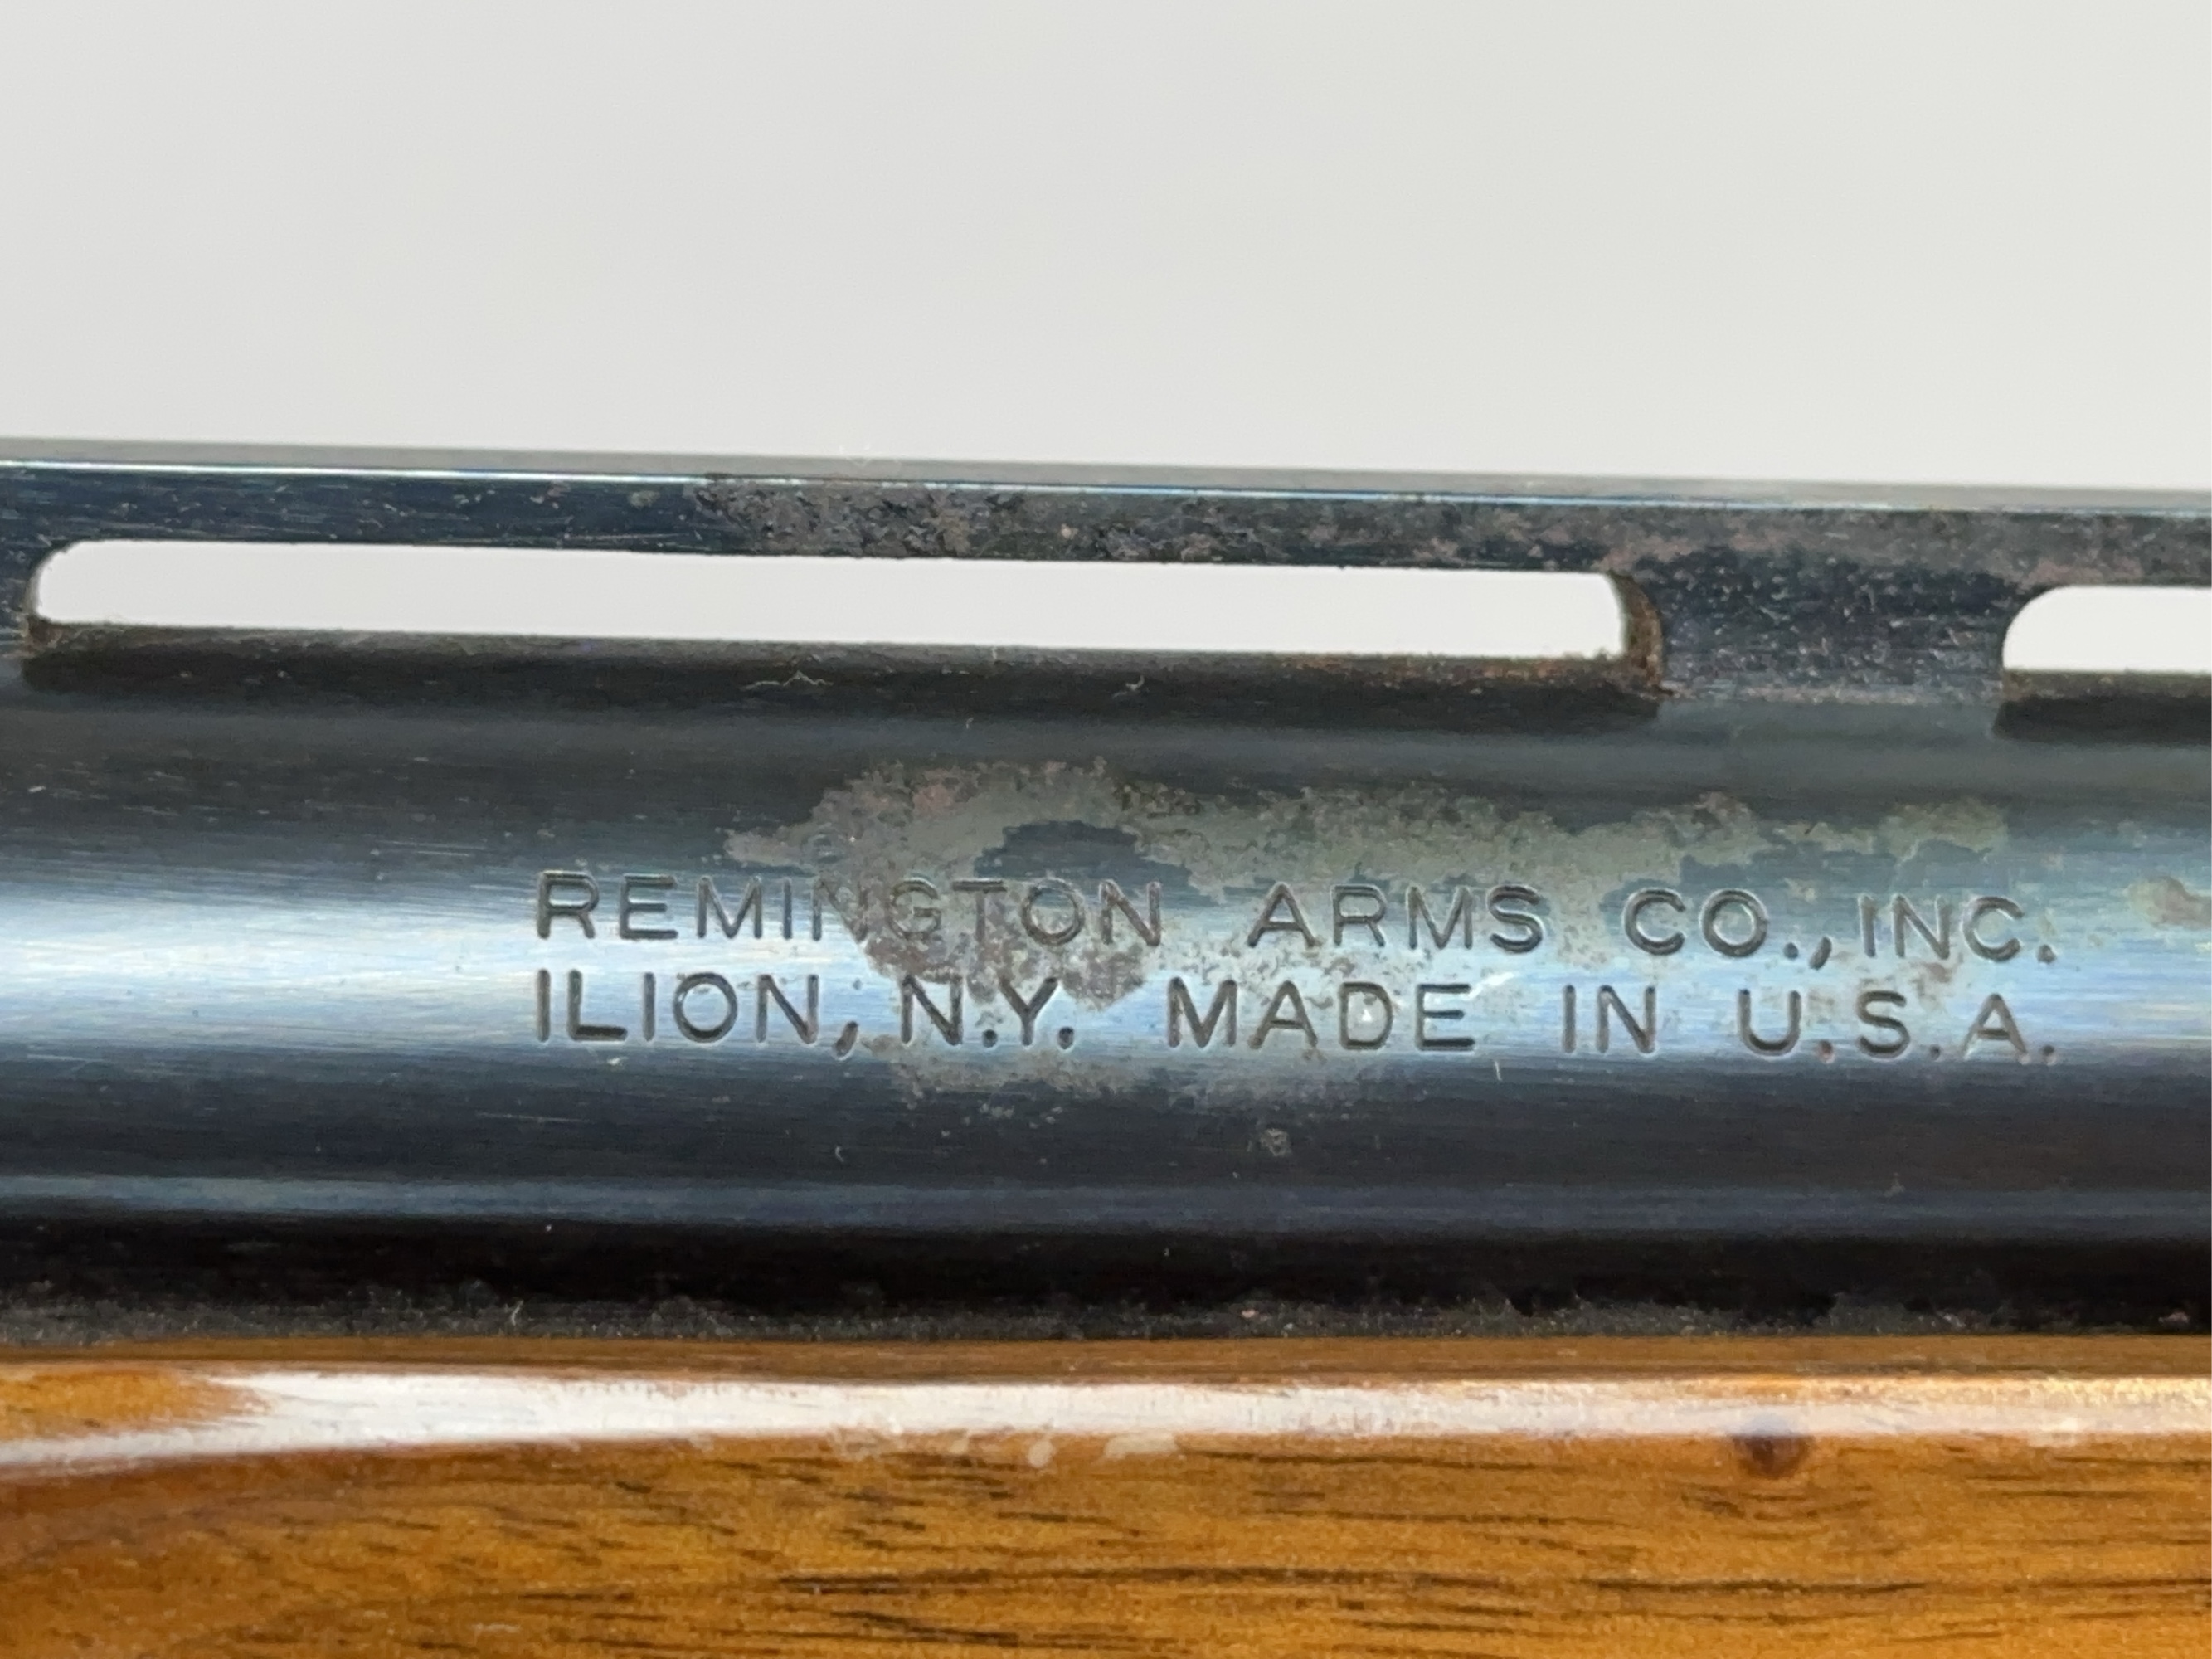 REMINGTON ARMS CO., INC.
ILION, N.Y. MADE IN U.S.A.